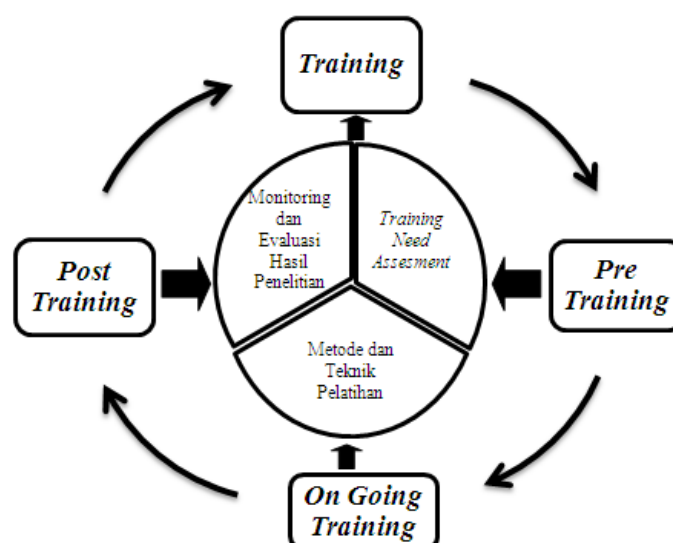 Training
Monitoring
dan
Evaluasi
Hasil
Penelitian
Training
Need
Assesment
Post
Training
Pre
Training
Metode dan
Teknik
Pelatihan
On Going
Training